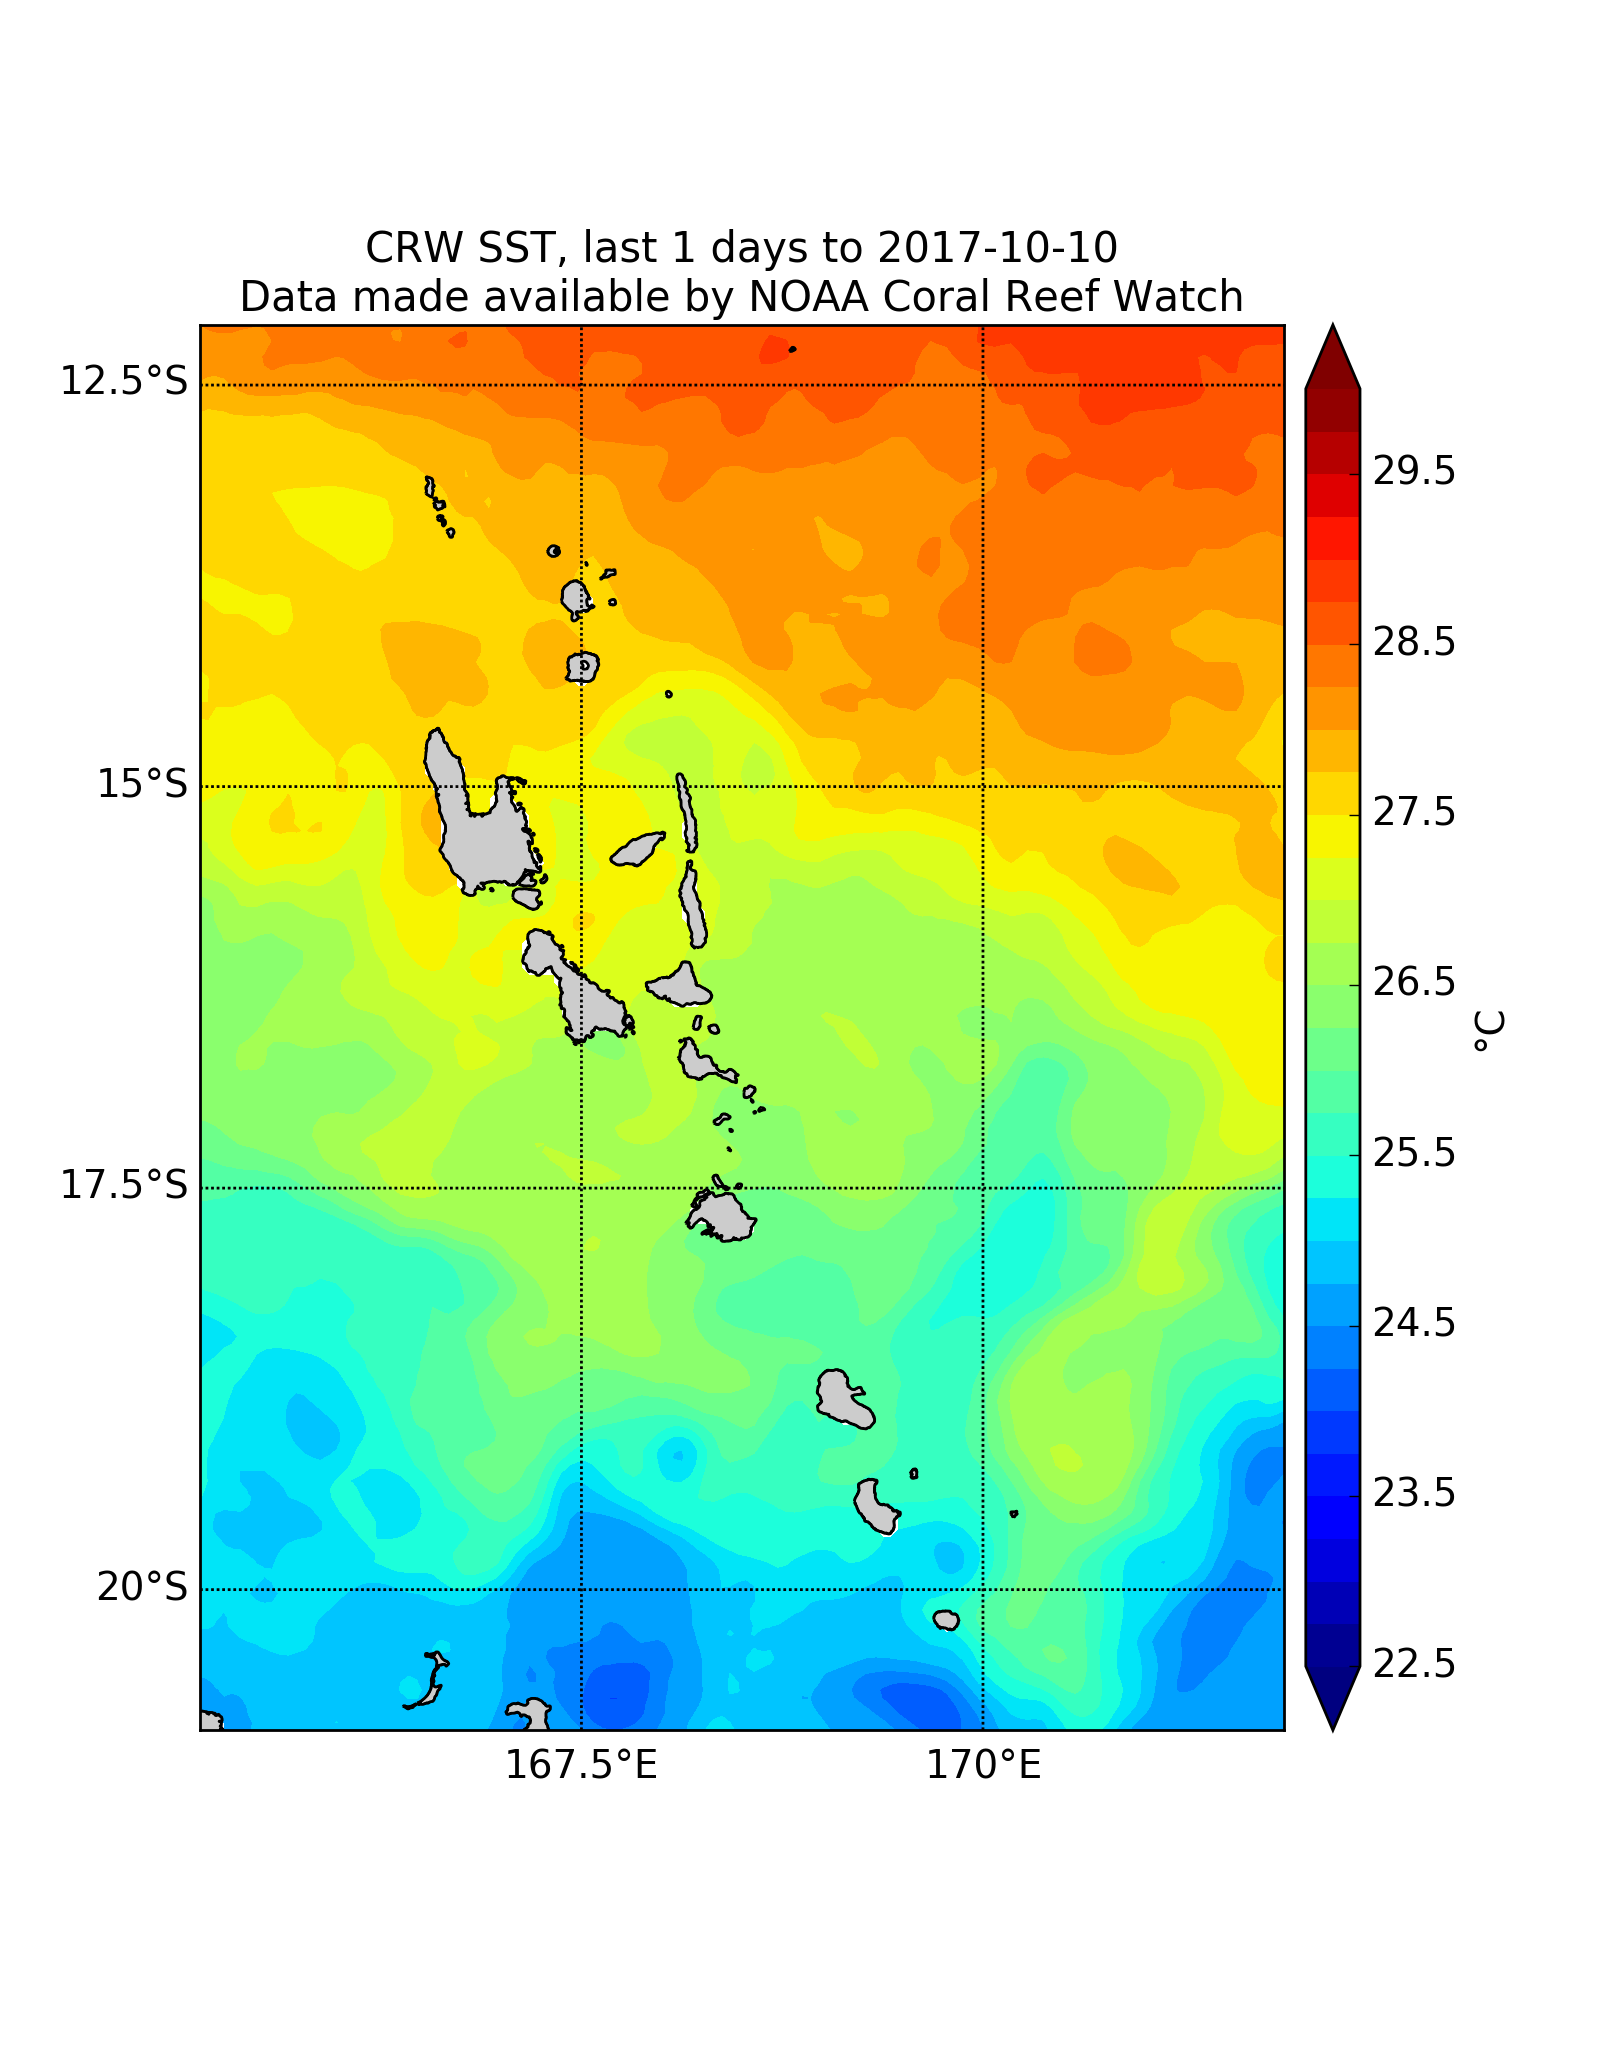 CRW SST, last 1 days to 2017-10-10
Data made available by NOAA Coral Reef Watch
12.5°S
15°S
17.5°S
20°S
167.5°E
170°E
29.5
28.5
27.5
26.5
25.5
24.5
23.5
22.5
°C